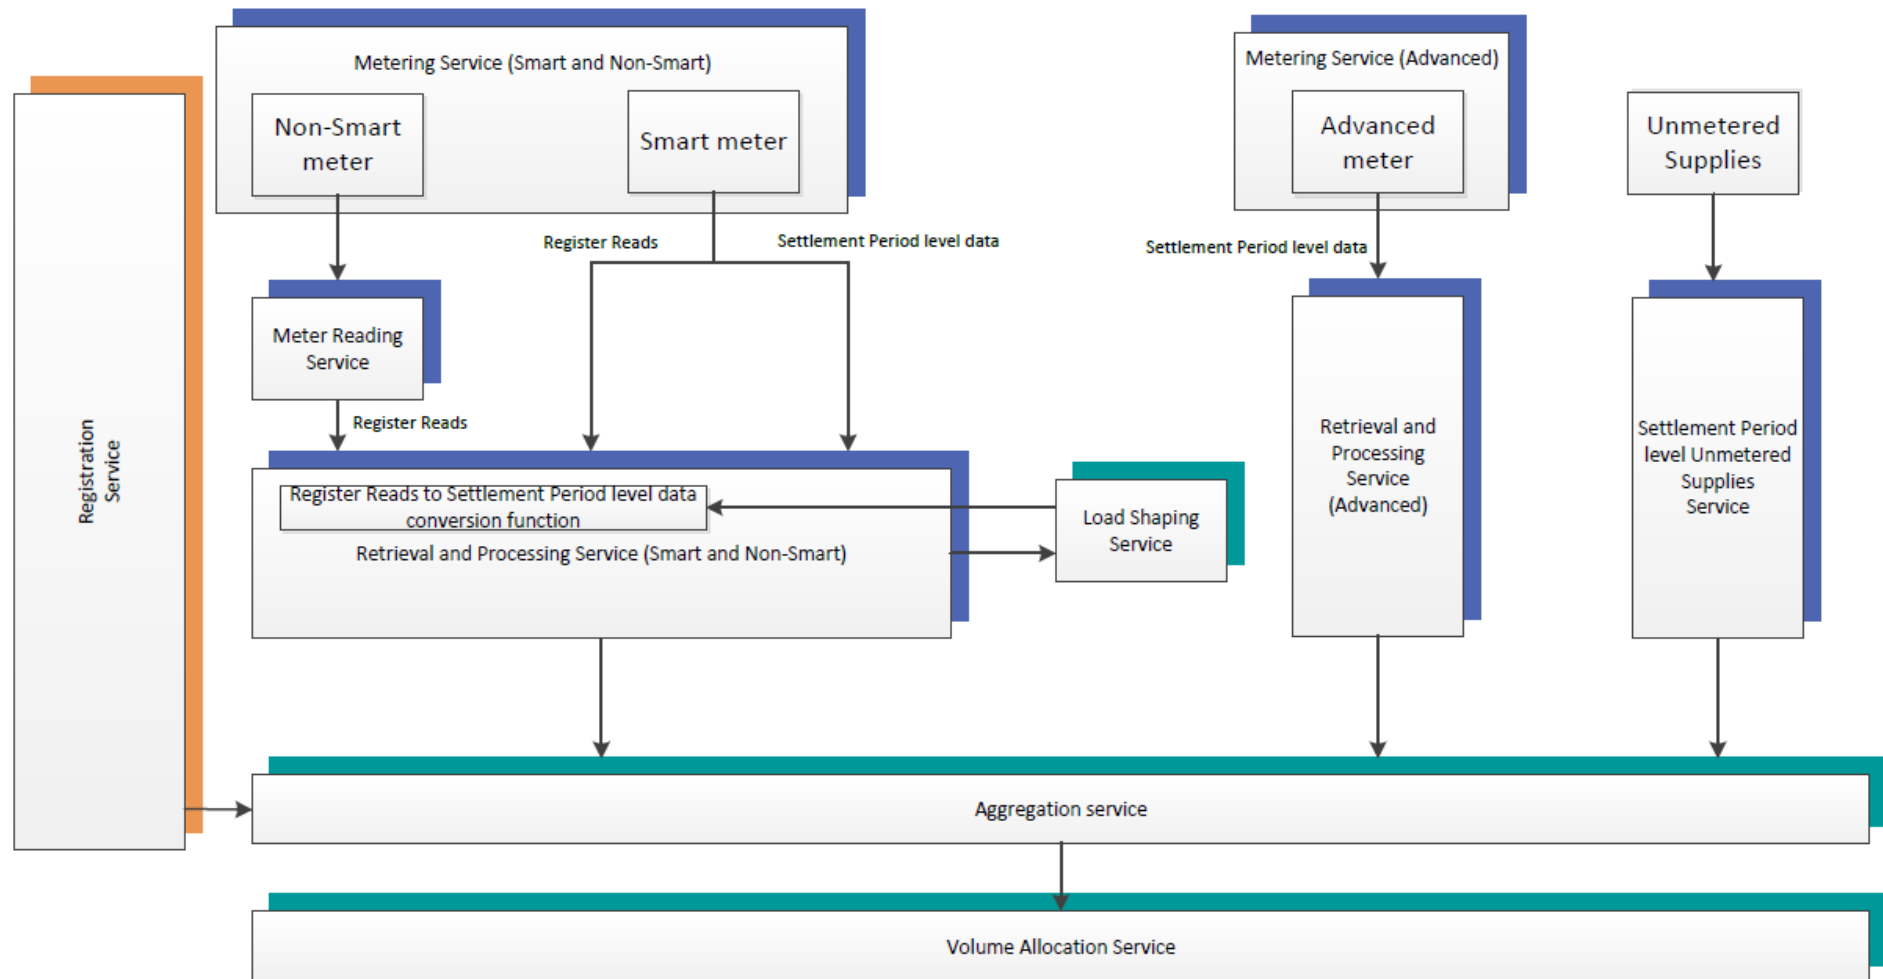 Metering Service (Smart and Non-Smart)
Non-Smart
meter
Smart meter
Metering Service (Advanced)
Advanced
meter
Unmetered
Supplies
Register Reads
Settlement Period level data
Settlement Period level data
Meter Reading
Service
Register Reads
Registration
Service
Register Reads to Settlement Period level data
conversion function
Retrieval and Processing Service (Smart and Non-Smart)
Load Shaping
Service
Retrieval and
Processing
Service
(Advanced)
Settlement Period
level Unmetered
Supplies
Service
Aggregation service
Volume Allocation Service